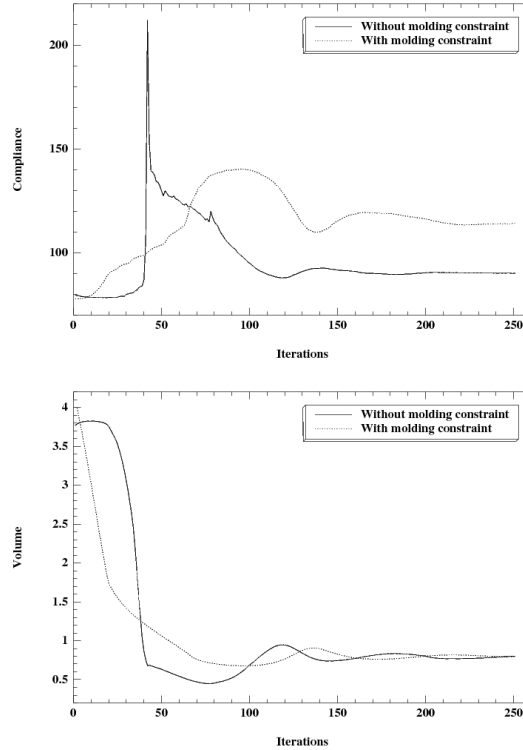 Without molding constraint
With molding constraint
200
150
100
Compliance
0
50
100
150
200
250
Iterations
Without molding constraint
With molding constraint
4
3.5
3
2.5
2
1.5
1
0.5
Volume
0
50
100
150
200
250
Iterations